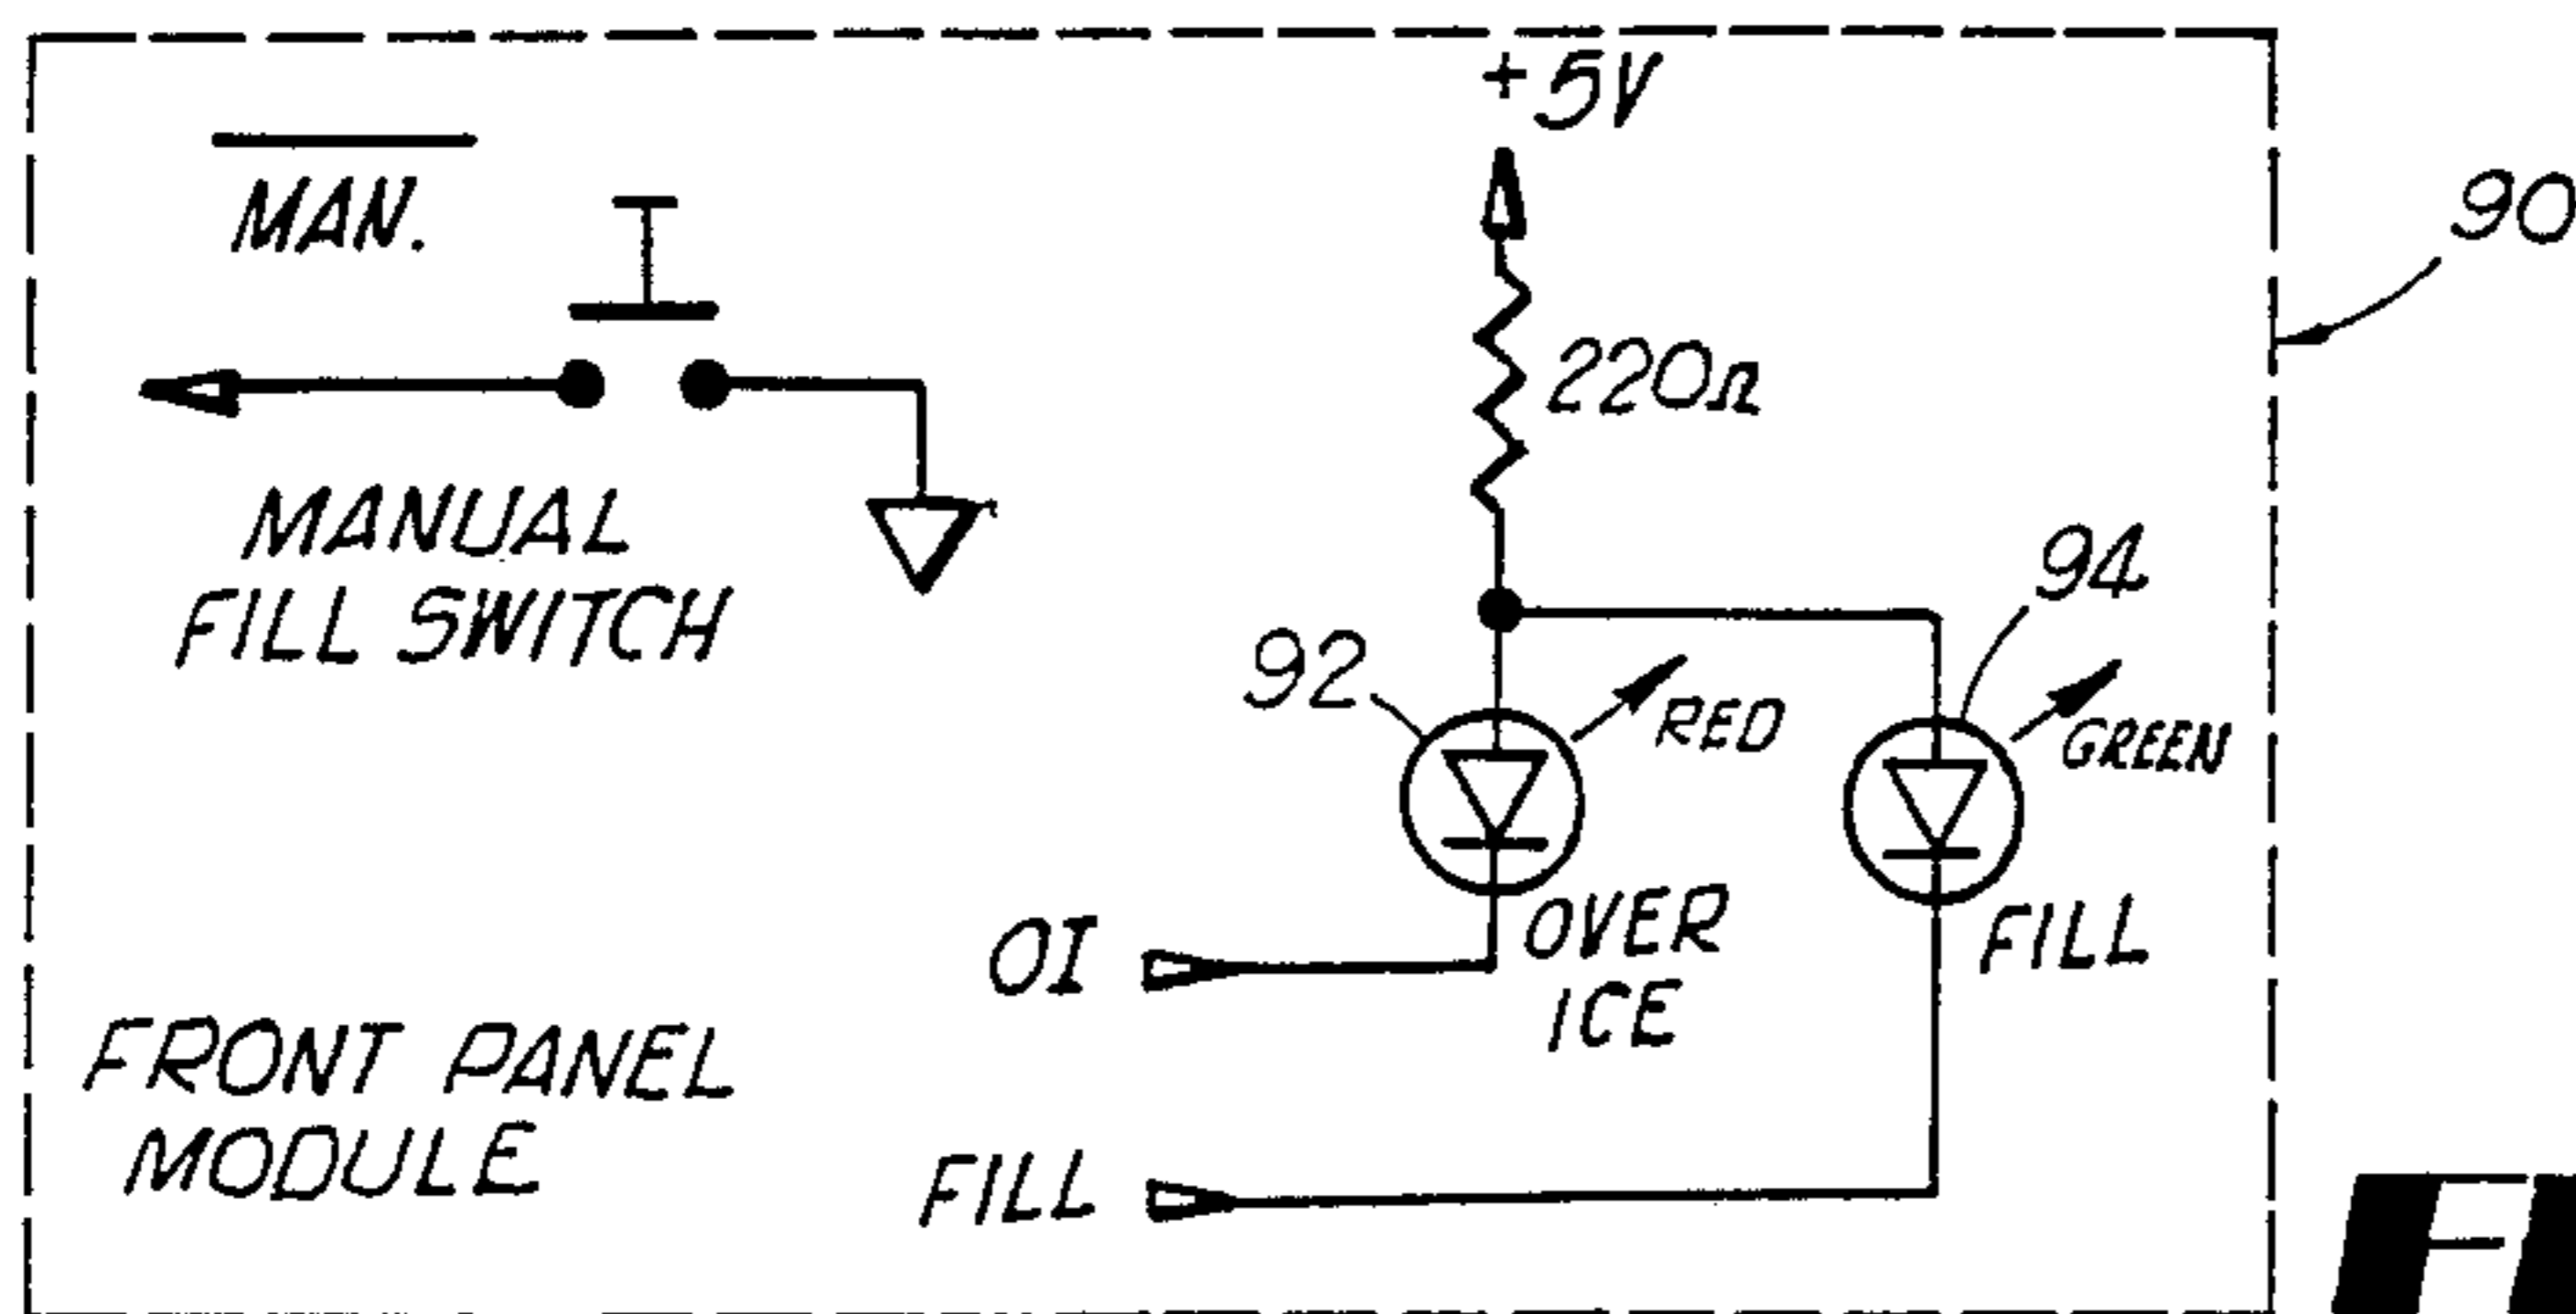 +5V
MAN.
90
220Ω
MANUAL
FILL SWITCH
94
92
RED
GREEN
OI
OVER
ICE
FILL
FRONT PANEL
MODULE
FILL